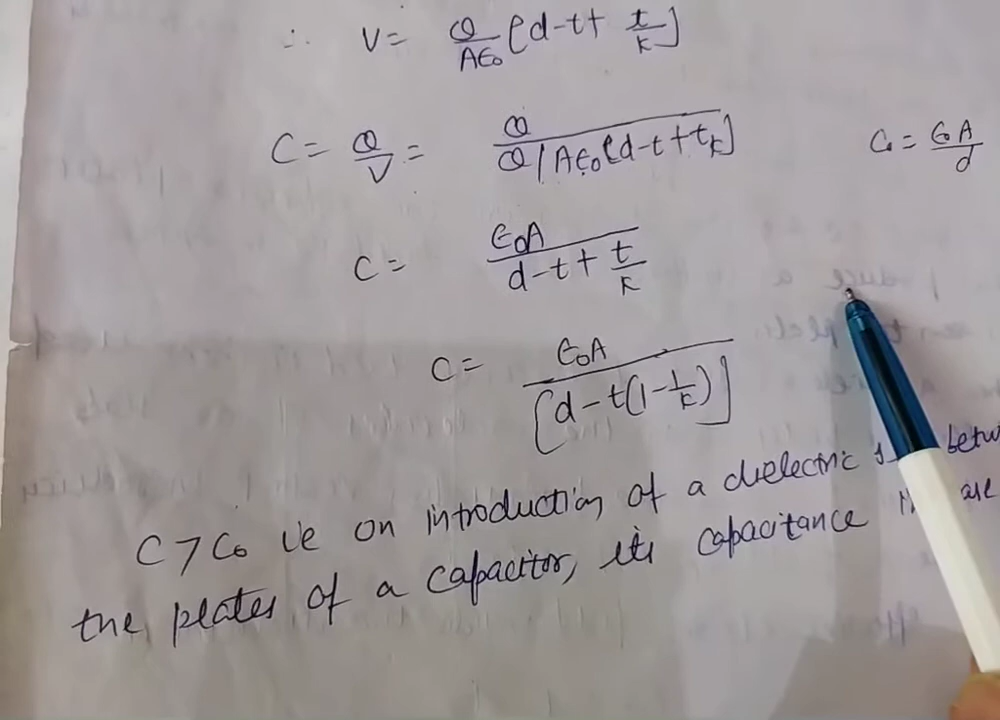 ∴ V = Q/Aε₀ [d-t+ t/k]
C = Q/V = Q / Q/Aε₀[d-t+t/k] C₀ = ε₀A/d
C = ε₀A / d-t+ t/k
C = ε₀A / [d-t(1-1/k)]
C > C₀ ie on introduction of a dielectric
the plates of a capacitor, its capacitance